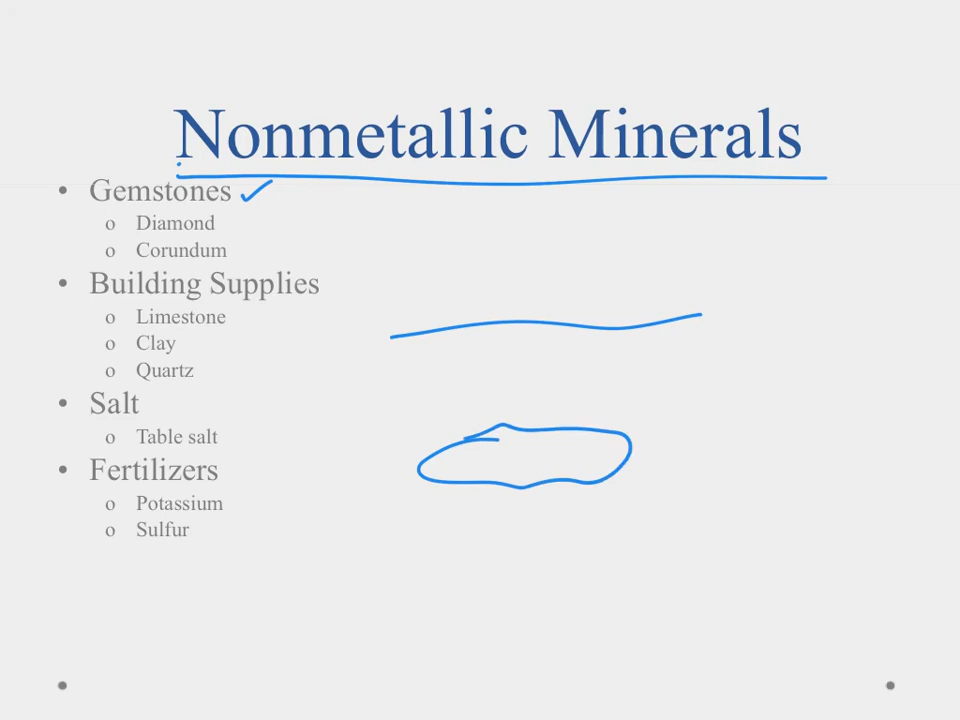 Nonmetallic Minerals
• Gemstones
o Diamond
o Corundum
• Building Supplies
o Limestone
o Clay
o Quartz
• Salt
o Table salt
• Fertilizers
o Potassium
o Sulfur